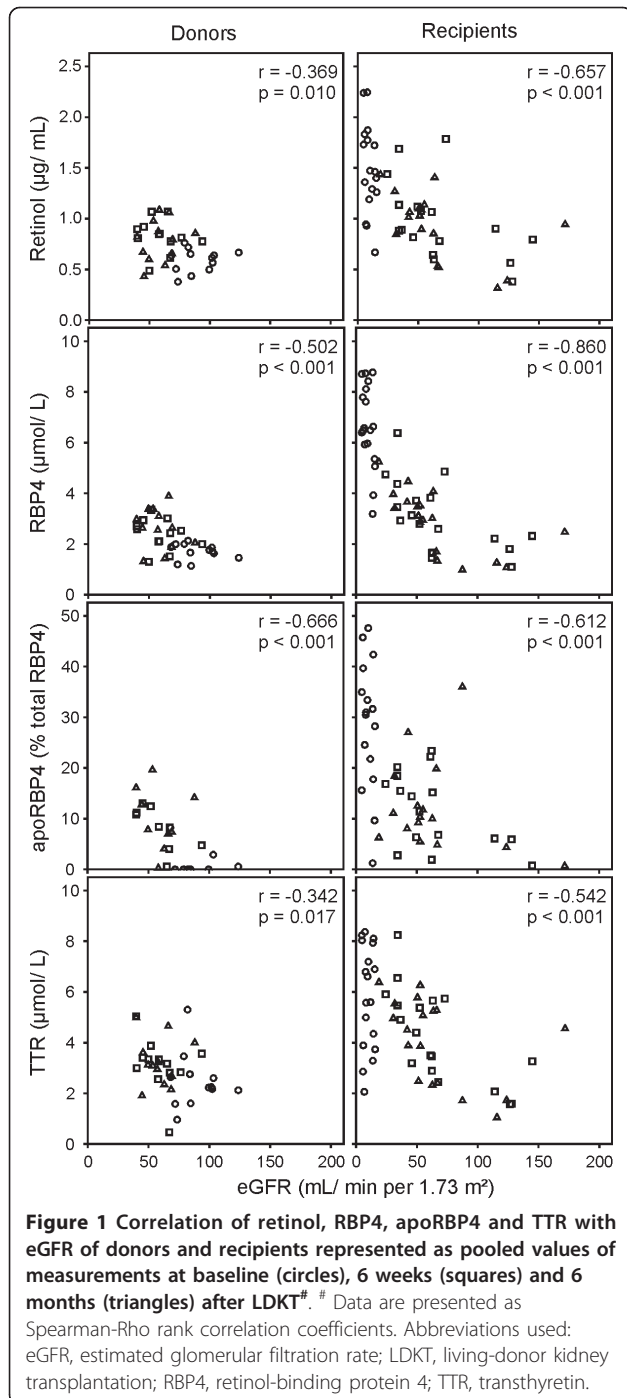 Donors
Recipients
2.5
2.0
1.5
1.0
0.5
0.0
Retinol (µg/ mL)
r = -0.369
p = 0.010
r = -0.657
p < 0.001
10
8
6
4
2
0
RBP4 (µmol/ L)
r = -0.502
p < 0.001
r = -0.860
p < 0.001
50
40
30
20
10
0
apoRBP4 (% total RBP4)
r = -0.666
p < 0.001
r = -0.612
p < 0.001
10
8
6
4
2
0
TTR (µmol/ L)
r = -0.342
p = 0.017
r = -0.542
p < 0.001
0 50 100 150 200 0 50 100 150 200
eGFR (mL/ min per 1.73 m²)
Figure 1 Correlation of retinol, RBP4, apoRBP4 and TTR with
eGFR of donors and recipients represented as pooled values of
measurements at baseline (circles), 6 weeks (squares) and 6
months (triangles) after LDKT#. # Data are presented as
Spearman-Rho rank correlation coefficients. Abbreviations used:
eGFR, estimated glomerular filtration rate; LDKT, living-donor kidney
transplantation; RBP4, retinol-binding protein 4; TTR, transthyretin.